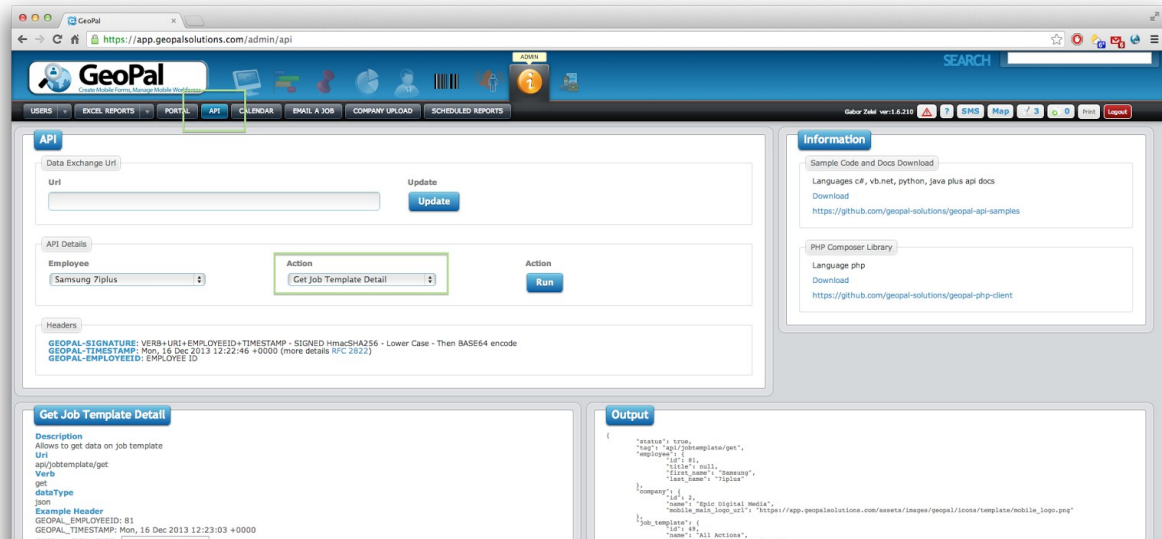 GeoPal
https://app.geopalsolutions.com/admin/api
ADMIN
SEARCH
GeoPal
Create Mobile Forms, Manage Mobile Workforce
USERS EXCEL REPORTS PORTAL API CALENDAR EMAIL A JOB COMPANY UPLOAD SCHEDULED REPORTS
Gabor Zelei ver:1.6.210 ? SMS Map 3 0 Print Logout
API
Data Exchange Url
Url Update
Update
API Details
Employee Action Action
Samsung 7iplus Get Job Template Detail Run
Headers
GEOPAL-SIGNATURE: VERB+URI+EMPLOYEEID+TIMESTAMP - SIGNED HmacSHA256 - Lower Case - Then BASE64 encode
GEOPAL-TIMESTAMP: Mon, 16 Dec 2013 12:22:46 +0000 (more details RFC 2822)
GEOPAL-EMPLOYEEID: EMPLOYEE ID
Information
Sample Code and Docs Download
Languages c#, vb.net, python, java plus api docs
Download
https://github.com/geopal-solutions/geopal-api-samples
PHP Composer Library
Language php
Download
https://github.com/geopal-solutions/geopal-php-client
Get Job Template Detail
Description
Allows to get data on job template
Uri
api/jobtemplate/get
Verb
get
dataType
json
Example Header
GEOPAL_EMPLOYEEID: 81
GEOPAL_TIMESTAMP: Mon, 16 Dec 2013 12:23:03 +0000
Output
{
"status": true,
"tag": "api/jobtemplate/get",
"employee": {
"id": 81,
"title": null,
"first_name": "Samsung",
"last_name": "7iplus"
},
"company": {
"id": 2,
"name": "Epic Digital Media",
"mobile_main_logo_url": "https://app.geopalsolutions.com/assets/images/geopal/icons/template/mobile_logo.png"
},
"job_template": {
"id": 49,
"name": "All Actions",